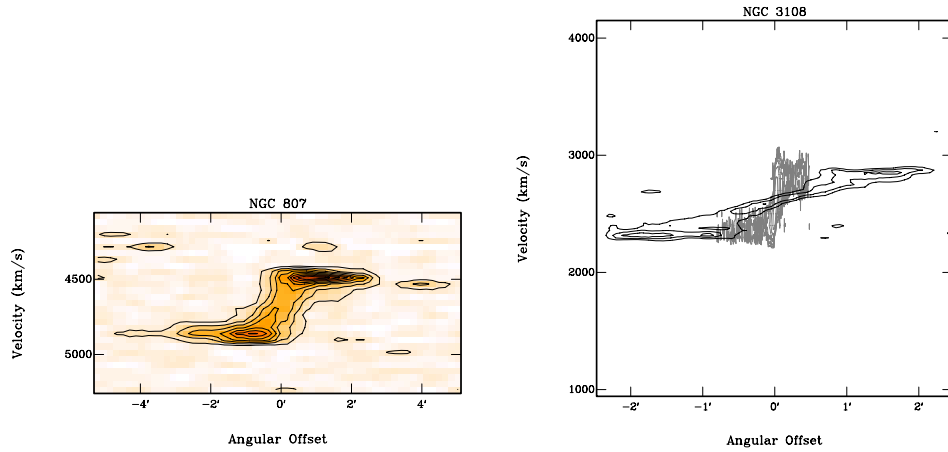 NGC 807
Velocity (km/s)
4500
5000
-4' -2' 0' 2' 4'
Angular Offset
NGC 3108
Velocity (km/s)
4000
3000
2000
1000
-2' -1' 0' 1' 2'
Angular Offset